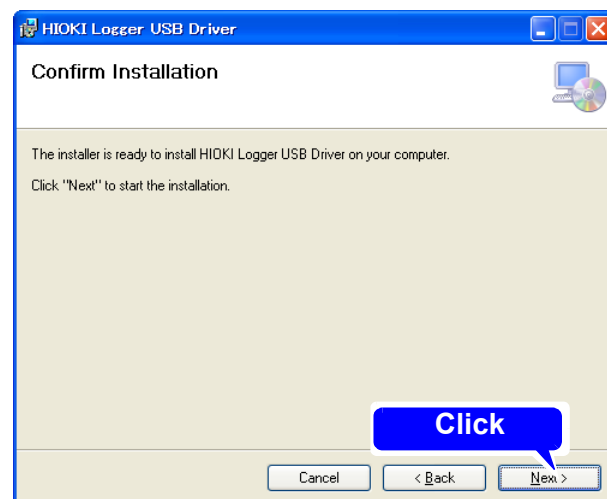 HIOKI Logger USB Driver
Confirm Installation
The installer is ready to install HIOKI Logger USB Driver on your computer.
Click "Next" to start the installation.
Click
Cancel
< Back
Next >